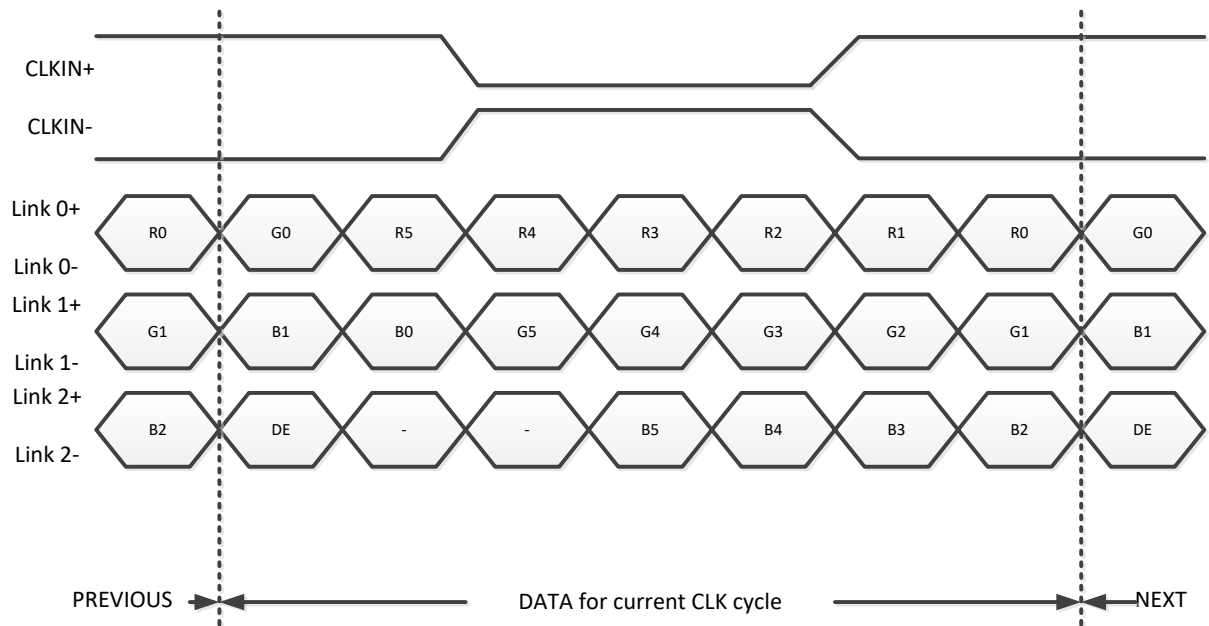 CLKIN+
CLKIN-
Link 0+
R0 G0 R5 R4 R3 R2 R1 R0 G0
Link 0-
Link 1+
G1 B1 B0 G5 G4 G3 G2 G1 B1
Link 1-
Link 2+
B2 DE - - B5 B4 B3 B2 DE
Link 2-
PREVIOUS DATA for current CLK cycle NEXT